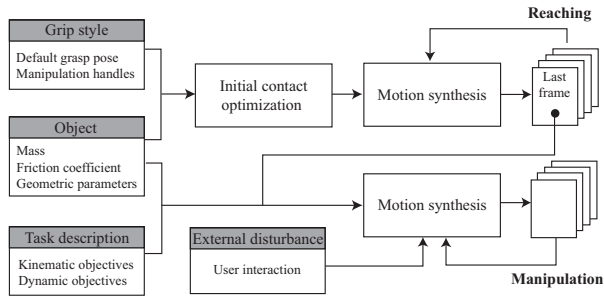 Reaching
Grip style
Default grasp pose
Manipulation handles
Initial contact
optimization
Motion synthesis
Last
frame
Object
Mass
Friction coefficient
Geometric parameters
Motion synthesis
Task description
Kinematic objectives
Dynamic objectives
External disturbance
User interaction
Manipulation